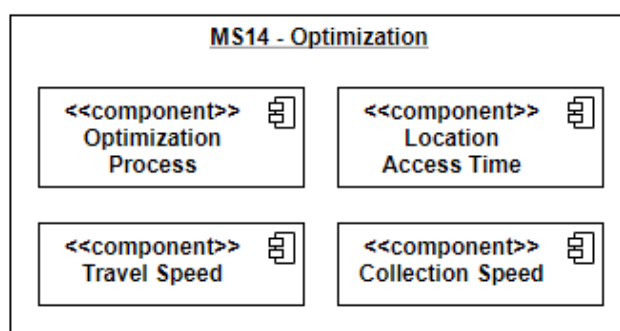 MS14 - Optimization
<<component>>
Optimization
Process
<<component>>
Location
Access Time
<<component>>
Travel Speed
<<component>>
Collection Speed